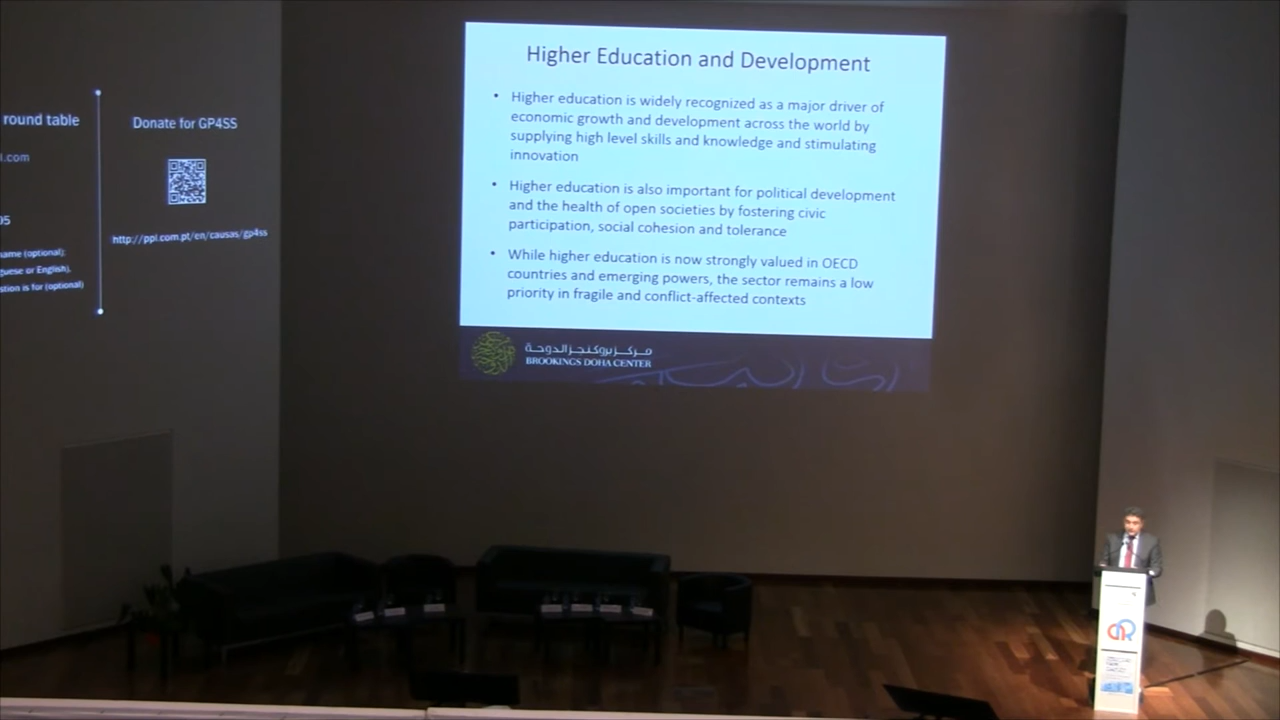 round table
l.com
05
ame (optional):
guese or English).
stion is for (optional)
Donate for GP4SS
http://ppl.com.pt/en/causas/gp4ss
Higher Education and Development
• Higher education is widely recognized as a major driver of
economic growth and development across the world by
supplying high level skills and knowledge and stimulating
innovation
• Higher education is also important for political development
and the health of open societies by fostering civic
participation, social cohesion and tolerance
• While higher education is now strongly valued in OECD
countries and emerging powers, the sector remains a low
priority in fragile and conflict-affected contexts
مركز بروكنجز الدوحة
BROOKINGS DOHA CENTER